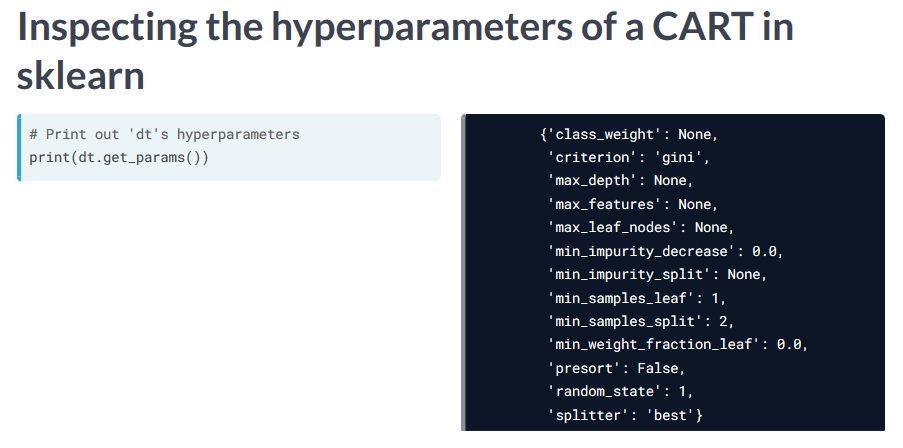 Inspecting the hyperparameters of a CART in
sklearn
# Print out 'dt's hyperparameters
print(dt.get_params())
{'class_weight': None,
'criterion': 'gini',
'max_depth': None,
'max_features': None,
'max_leaf_nodes': None,
'min_impurity_decrease': 0.0,
'min_impurity_split': None,
'min_samples_leaf': 1,
'min_samples_split': 2,
'min_weight_fraction_leaf': 0.0,
'presort': False,
'random_state': 1,
'splitter': 'best'}